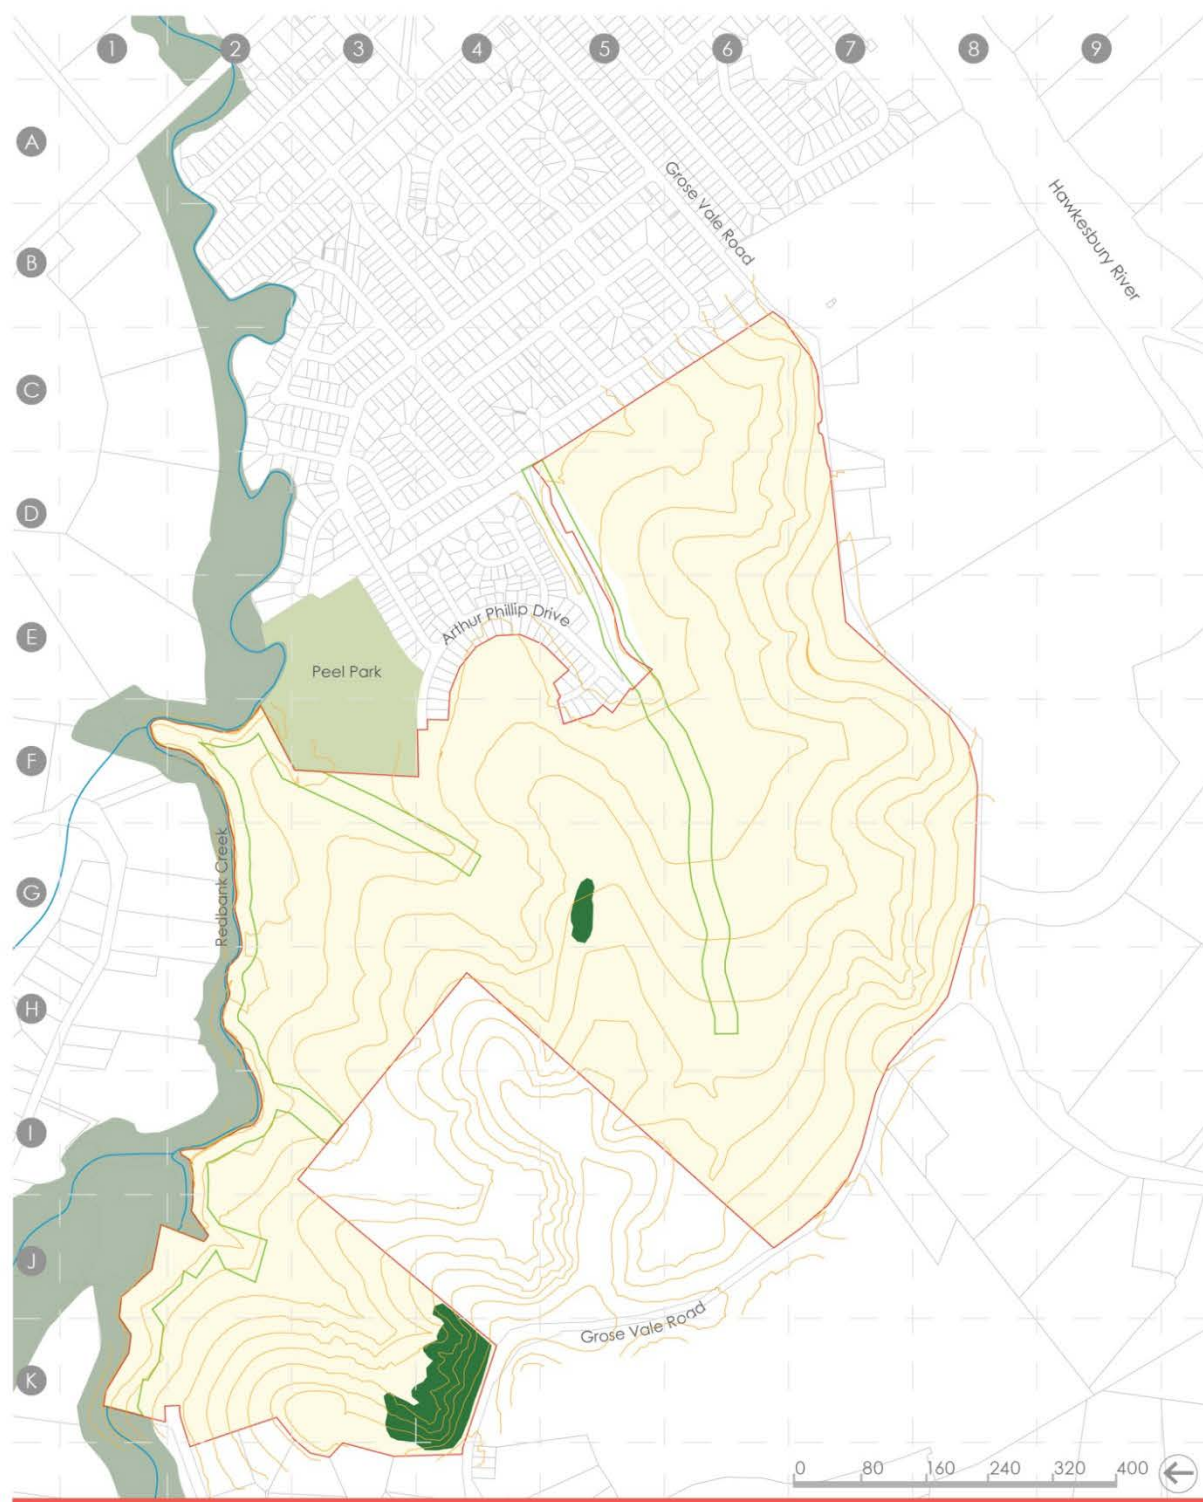 1 2 3 4 5 6 7 8 9
A
Grose Vale Road
Hawkesbury River
B
C
D
E
Arthur Phillip Drive
Peel Park
F
G
Redbank Creek
H
I
J
Grose Vale Road
K
0 80 160 240 320 400